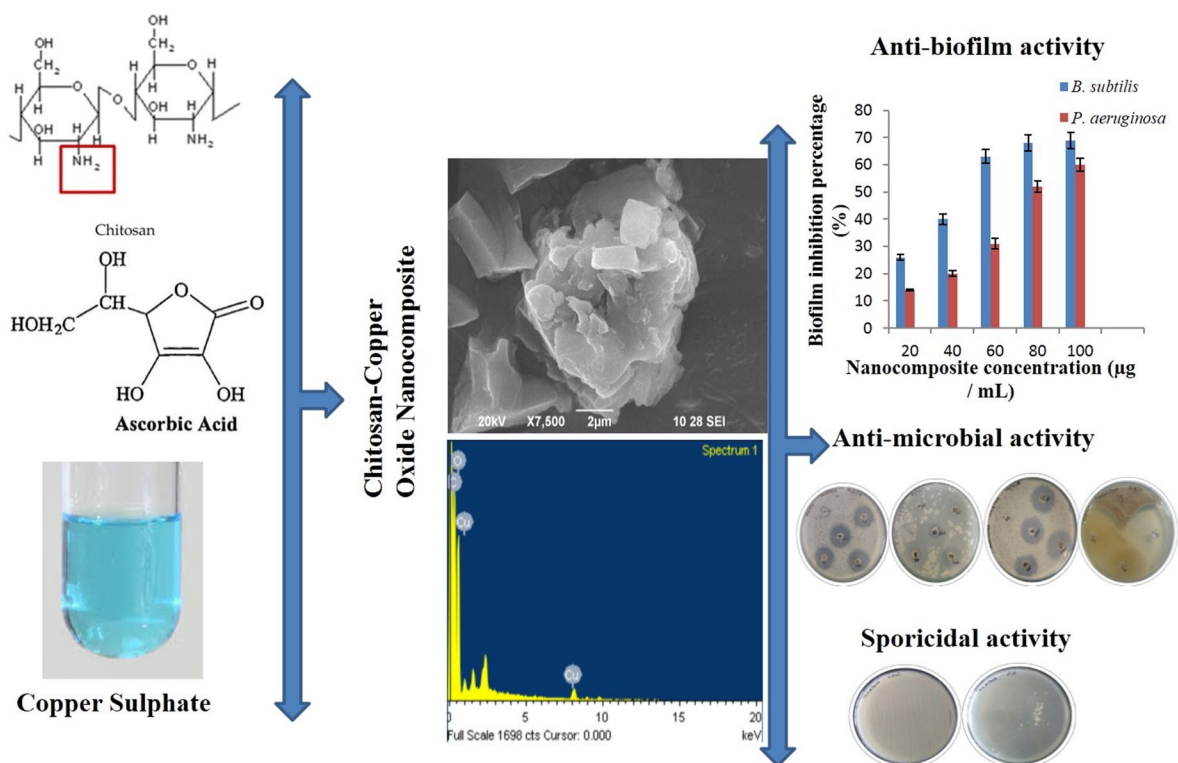 OH
CH2
H
O
H
H
OH
H
H
NH2
O
OH
CH2
H
O
H
H
OH
H
H
NH2
Chitosan
OH
CH
HOH2C
O
O
HO
OH
Ascorbic Acid
Copper Sulphate
Chitosan-Copper
Oxide Nanocomposite
20kV X7,500 2µm 10 28 SEI
Spectrum 1
O
C
Cu
Cu
0 5 10 15 20
Full Scale 1698 cts Cursor: 0.000 keV
Anti-biofilm activity
B. subtilis
P. aeruginosa
Biofilm inhibition percentage
(%)
80
70
60
50
40
30
20
10
0
20 40 60 80 100
Nanocomposite concentration (µg
/ mL)
Anti-microbial activity
Sporicidal activity